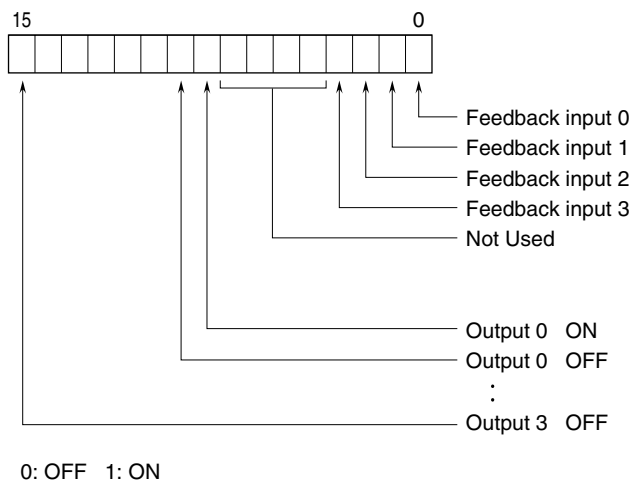 15 0
Feedback input 0
Feedback input 1
Feedback input 2
Feedback input 3
Not Used
Output 0 ON
Output 0 OFF
:
Output 3 OFF
0: OFF 1: ON